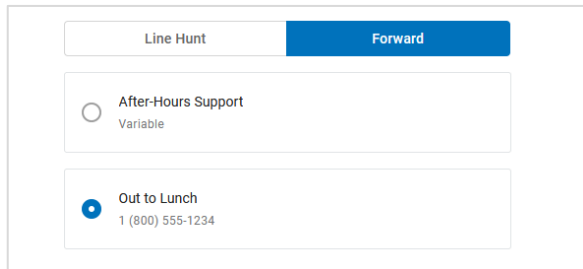 Line Hunt Forward
After-Hours Support
Variable
Out to Lunch
1 (800) 555-1234